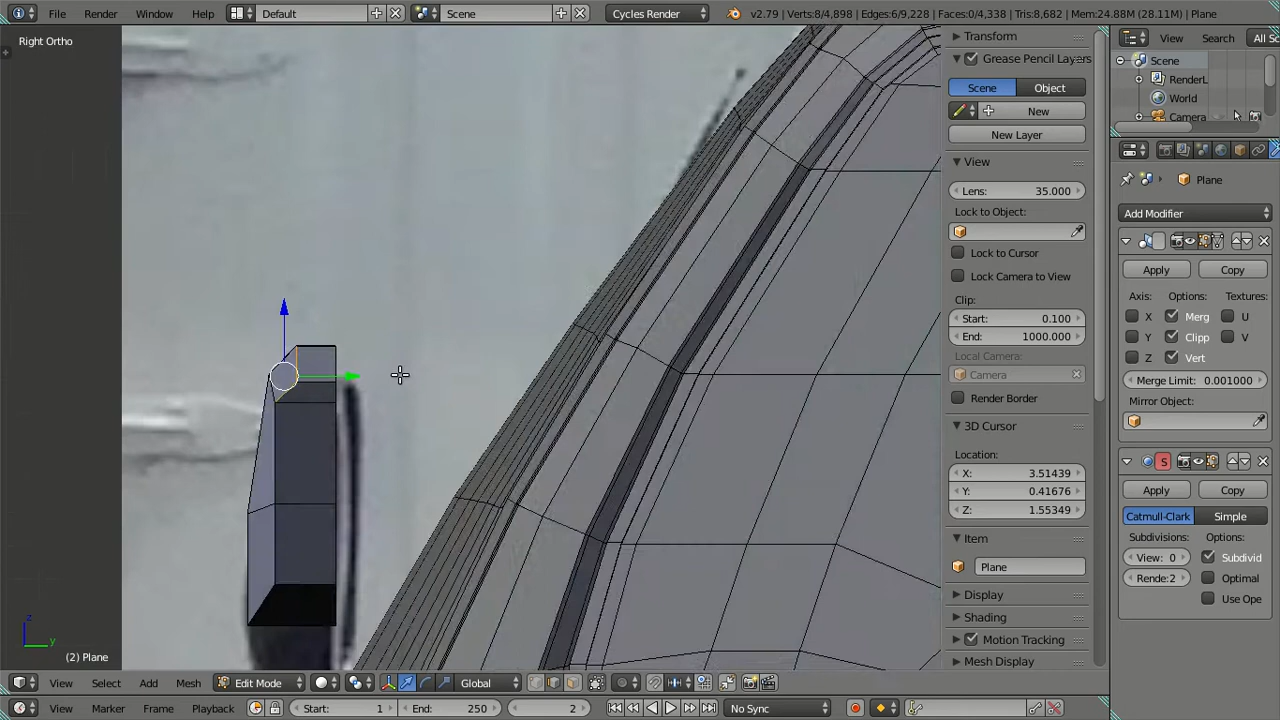 File Render Window Help Default Scene Cycles Render v2.79 | Verts:8/4,898 | Edges:6/9,228 | Faces:0/4,338 | Tris:8,682 | Mem:24.88M (28.11M) | Plane
Right Ortho
(2) Plane
z
y
Transform
Grease Pencil Layers
Scene Object
New
New Layer
View
Lens: 35.000
Lock to Object:
Lock to Cursor
Lock Camera to View
Clip:
Start: 0.100
End: 1000.000
Local Camera:
Camera
Render Border
3D Cursor
Location:
X: 3.51439
Y: 0.41676
Z: 1.55349
Item
Plane
Display
Shading
Motion Tracking
Mesh Display
View Search All Sc
Scene
RenderL
World
Camera
Plane
Add Modifier
Apply Copy
Axis: Options: Textures:
X Merg U
Y Clipp V
Z Vert
Merge Limit: 0.001000
Mirror Object:
S
Apply Copy
Catmull-Clark Simple
Subdivisions: Options:
View: 0 Subdivid
Rende: 2 Optimal
Use Ope
View Select Add Mesh Edit Mode Global
View Marker Frame Playback Start: 1 End: 250 2 No Sync